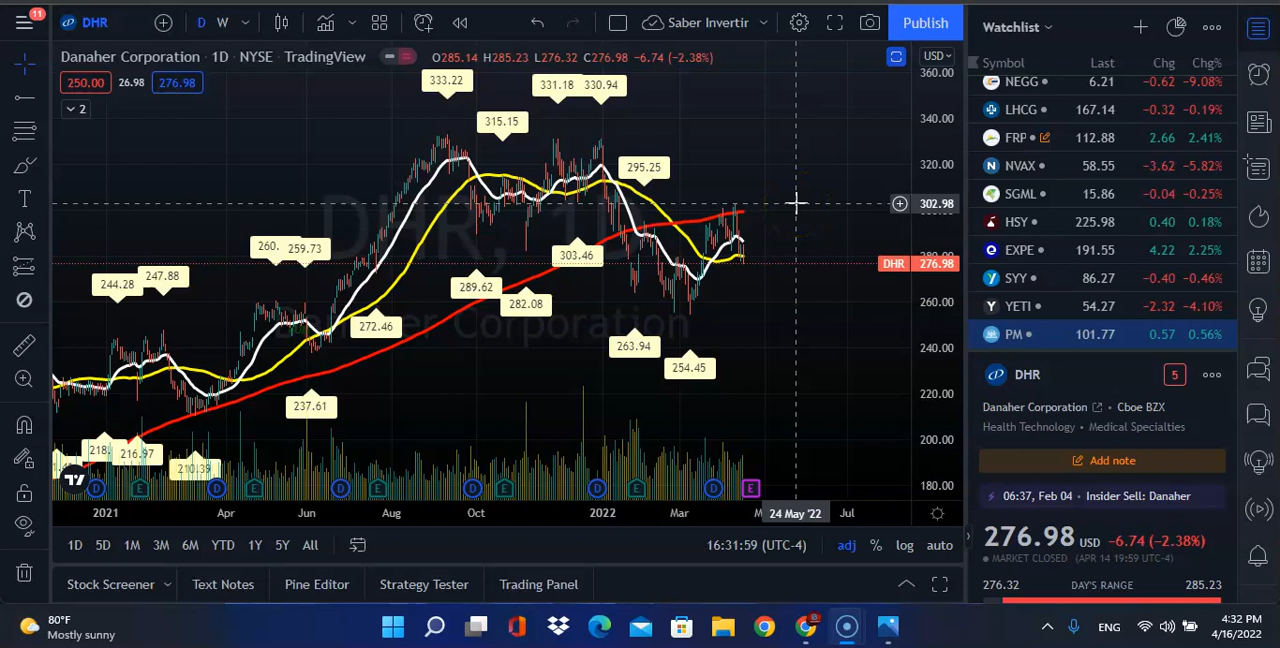 11
DHR
D W
Saber Invertir
Publish
Watchlist
Danaher Corporation · 1D · NYSE · TradingView
O285.14 H285.23 L276.32 C276.98 -6.74 (-2.38%)
USD
250.00 26.98 276.98
2
Symbol Last Chg Chg%
NEGG 6.21 -0.62 -9.08%
LHCG 167.14 -0.32 -0.19%
FRP 112.88 2.66 2.41%
NVAX 58.55 -3.62 -5.82%
SGML 15.86 -0.04 -0.25%
HSY 225.98 0.40 0.18%
EXPE 191.55 4.22 2.25%
SYY 86.27 -0.40 -0.46%
YETI 54.27 -2.32 -4.10%
PM 101.77 0.57 0.56%
360.00
340.00
320.00
302.98
DHR 276.98
260.00
240.00
220.00
200.00
180.00
333.22
331.18
330.94
315.15
295.25
260.
259.73
303.46
247.88
244.28
289.62
282.08
272.46
263.94
254.45
237.61
218.
216.97
210.39
DHR, 1D
Danaher Corporation
D E D E D E D E D E D E
2021 Apr Jun Aug Oct 2022 Mar 24 May '22 Jul
1D 5D 1M 3M 6M YTD 1Y 5Y All
16:31:59 (UTC-4)
adj % log auto
Stock Screener Text Notes Pine Editor Strategy Tester Trading Panel
DHR
5
Danaher Corporation · Cboe BZX
Health Technology · Medical Specialties
Add note
06:37, Feb 04 · Insider Sell: Danaher
276.98 USD -6.74 (-2.38%)
MARKET CLOSED (APR 14 19:59 UTC-4)
276.32 DAY'S RANGE 285.23
80°F
Mostly sunny
ENG
4:32 PM
4/16/2022